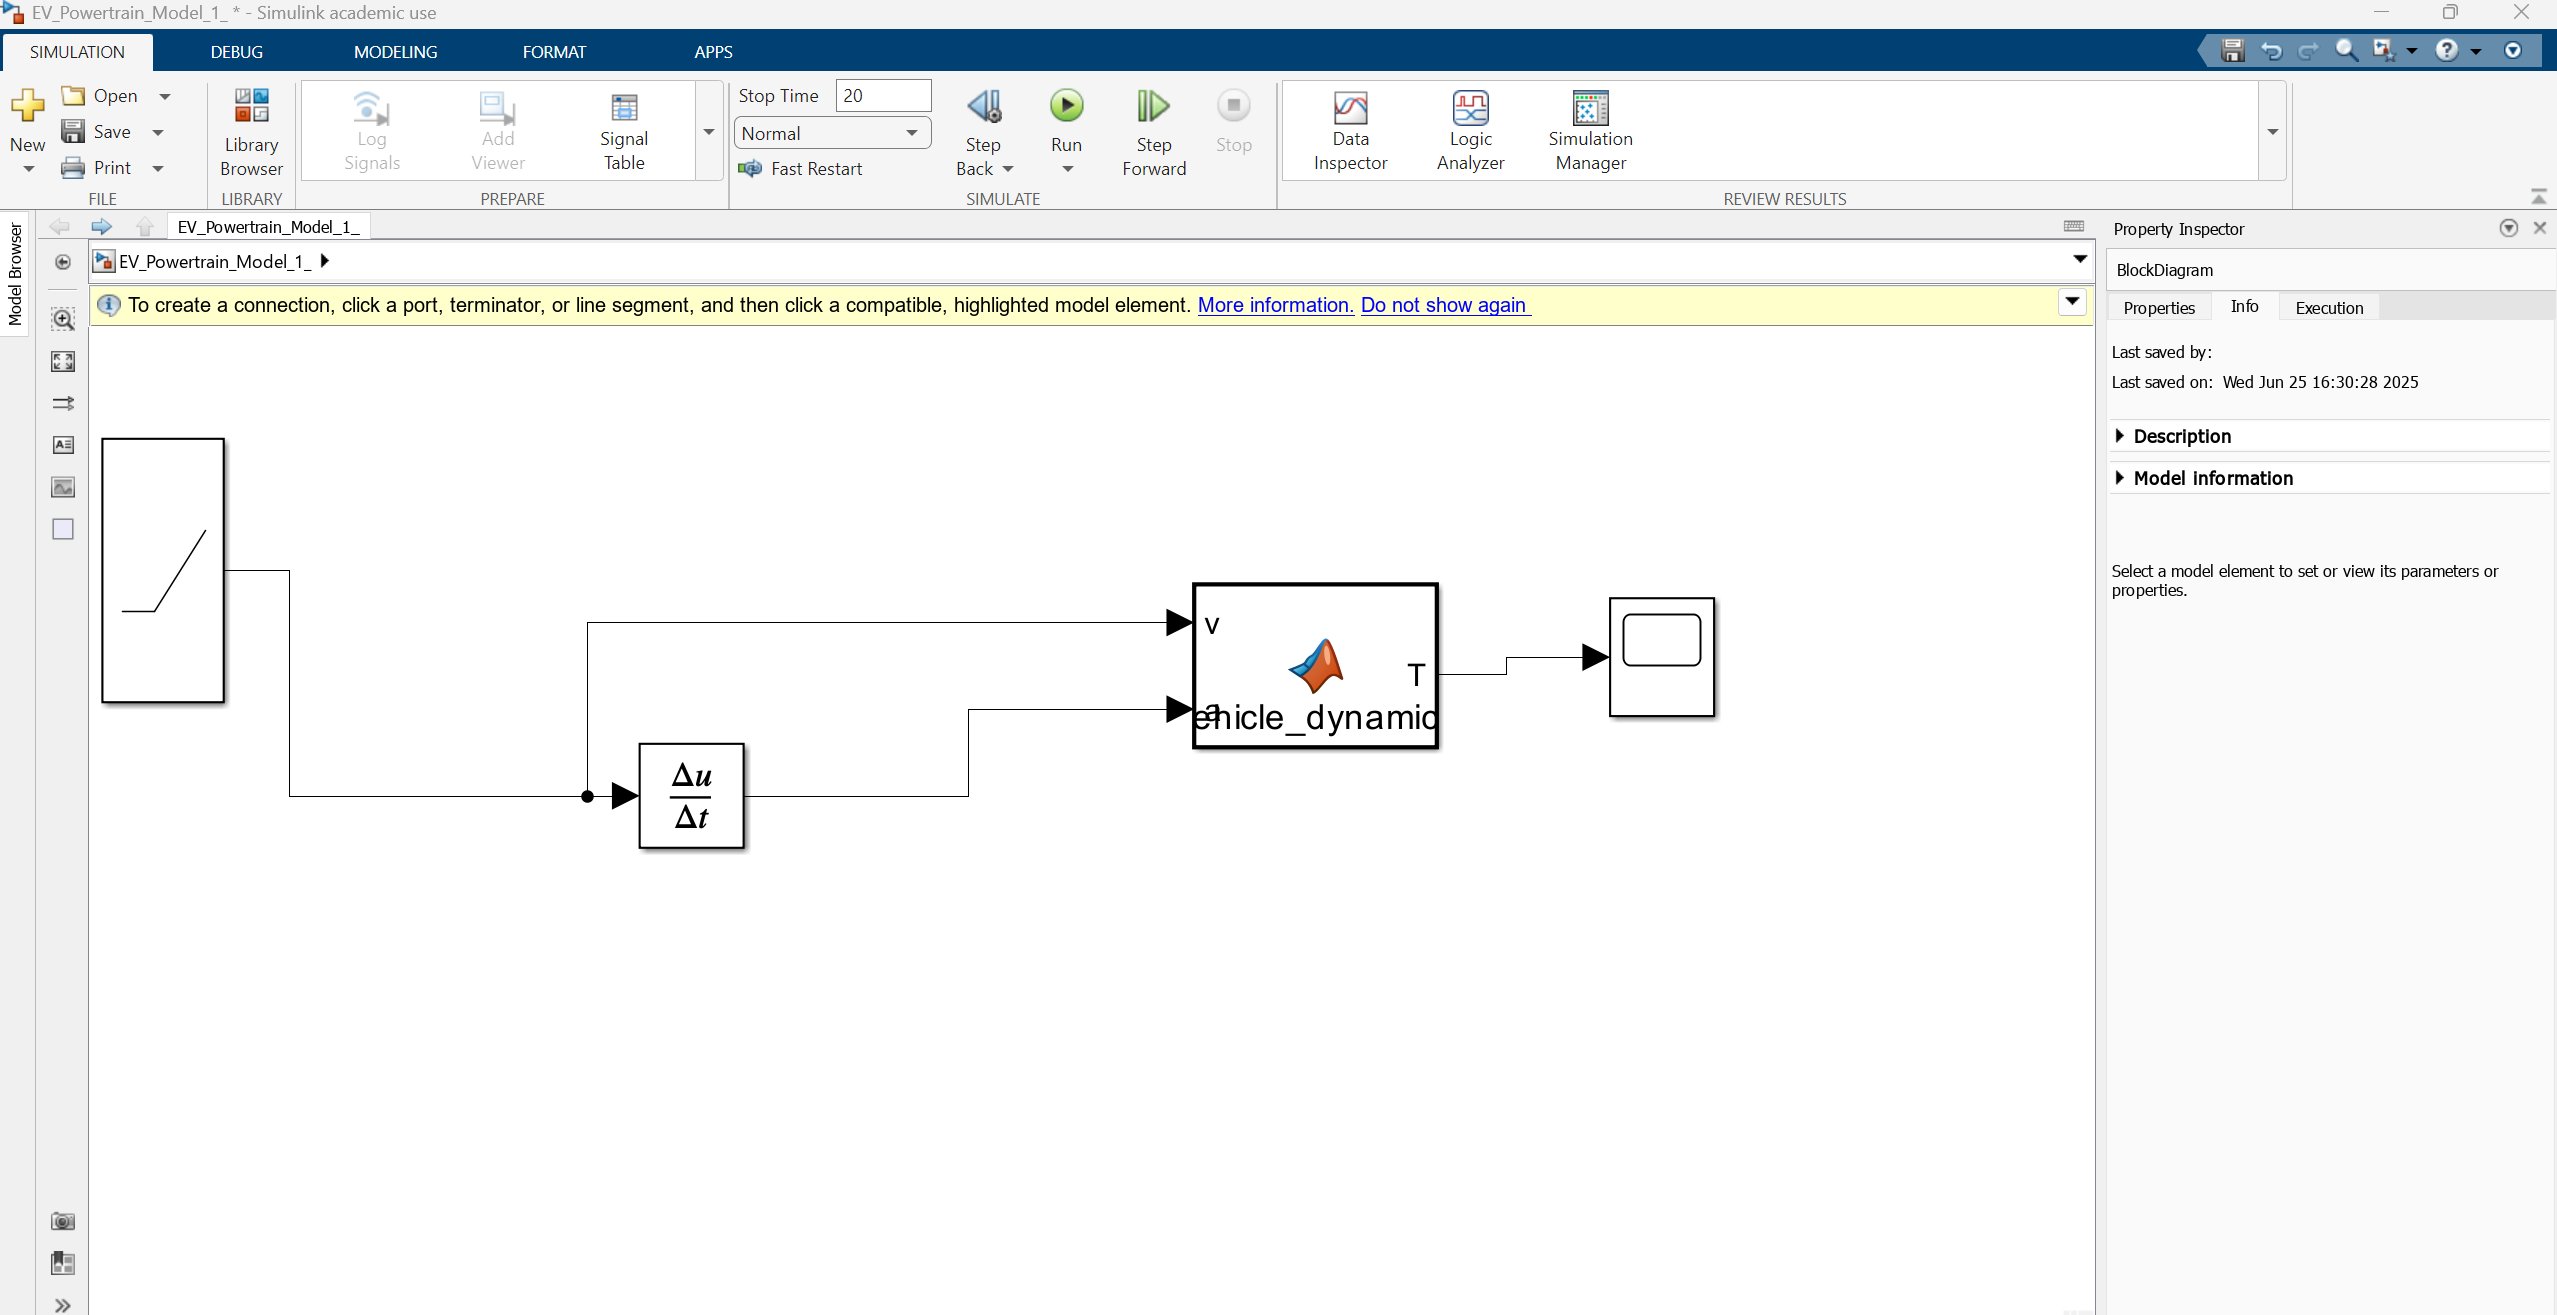 EV_Powertrain_Model_1_ * - Simulink academic use
SIMULATION DEBUG MODELING FORMAT APPS
New
Open
Save
Print
FILE
Library Browser
LIBRARY
Log Signals
Add Viewer
Signal Table
PREPARE
Stop Time 20
Normal
Fast Restart
Step Back
Run
Step Forward
Stop
SIMULATE
Data Inspector
Logic Analyzer
Simulation Manager
REVIEW RESULTS
Model Browser
EV_Powertrain_Model_1_
EV_Powertrain_Model_1_
To create a connection, click a port, terminator, or line segment, and then click a compatible, highlighted model element. More information. Do not show again
v
T
a
ehicle_dynamic
Δu
Δt
Property Inspector
BlockDiagram
Properties Info Execution
Last saved by:
Last saved on: Wed Jun 25 16:30:28 2025
Description
Model information
Select a model element to set or view its parameters or
properties.